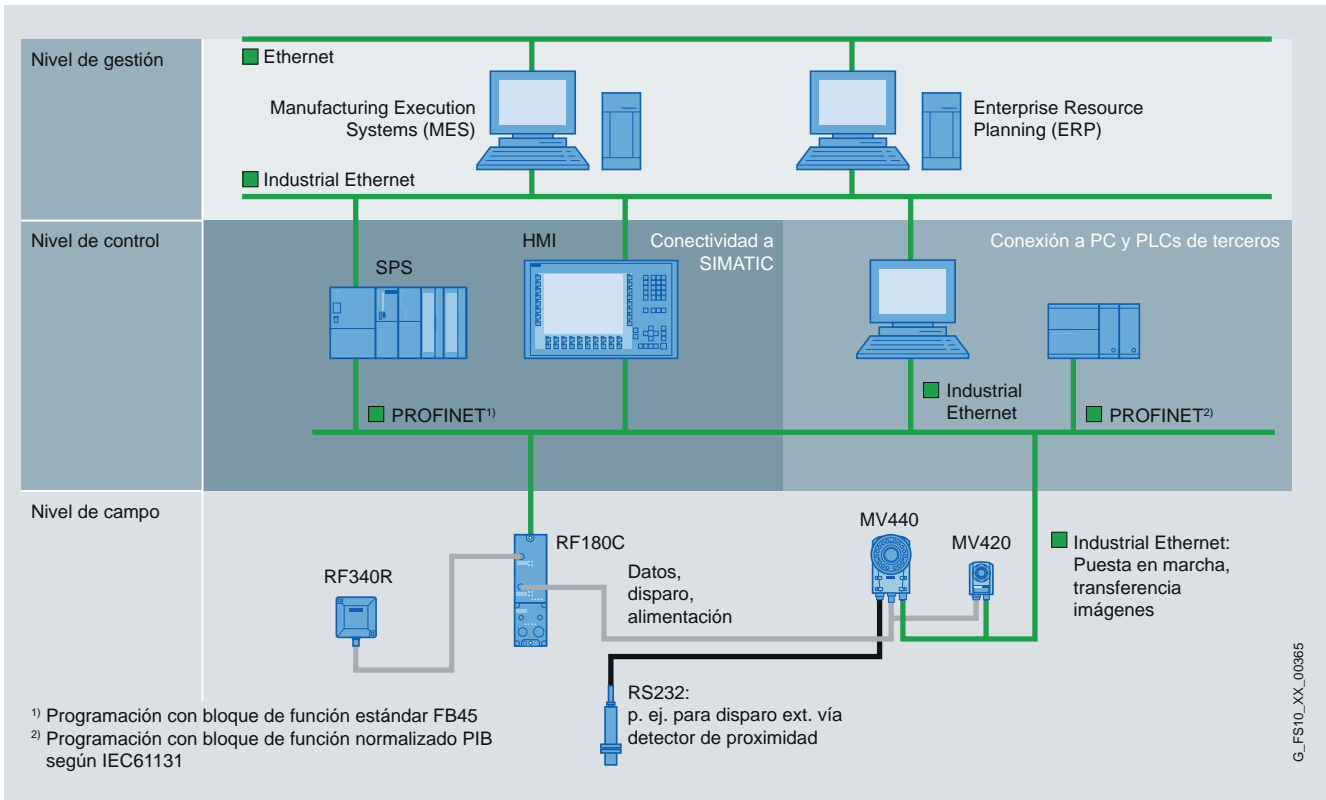 Nivel de gestión
Ethernet
Manufacturing Execution
Systems (MES)
Enterprise Resource
Planning (ERP)
Industrial Ethernet
Nivel de control
SPS
HMI
Conectividad a
SIMATIC
Conexión a PC y PLCs de terceros
PROFINET1)
Industrial
Ethernet
PROFINET2)
Nivel de campo
RF340R
RF180C
Datos,
disparo,
alimentación
MV440
MV420
Industrial Ethernet:
Puesta en marcha,
transferencia
imágenes
RS232:
p. ej. para disparo ext. vía
detector de proximidad
1) Programación con bloque de función estándar FB45
2) Programación con bloque de función normalizado PIB
según IEC61131
G_FS10_XX_00365